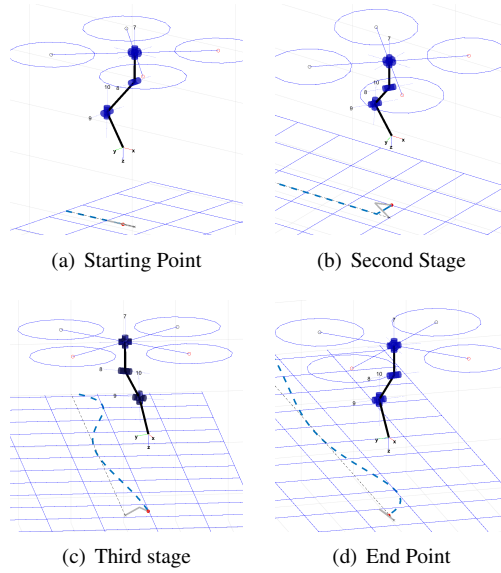 7
10 8
9
y x
z
7
10 8
9
y x
z
(a) Starting Point
(b) Second Stage
7
8 10
9
y x
z
7
8
10
9
y x
z
(c) Third stage
(d) End Point